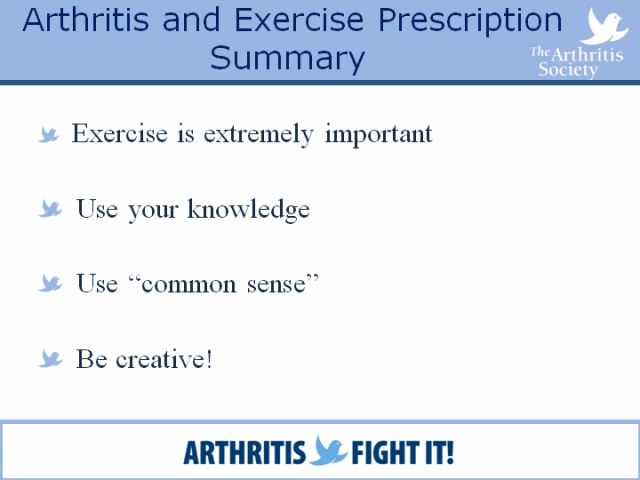 Arthritis and Exercise Prescription
Summary
The Arthritis
Society
Exercise is extremely important
Use your knowledge
Use “common sense”
Be creative!
ARTHRITIS FIGHT IT!